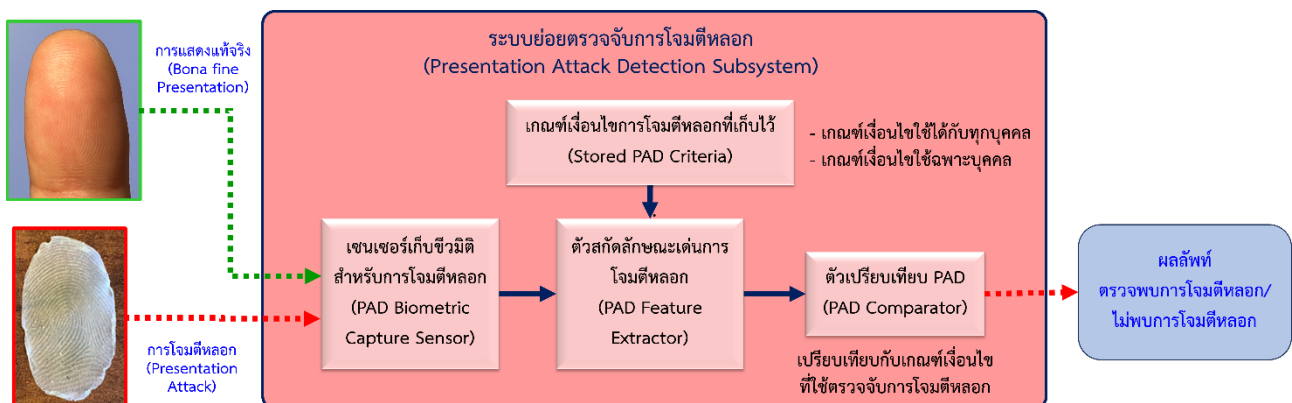 การแสดงแท้จริง
(Bona fine
Presentation)
ระบบย่อยตรวจจับการโจมตีหลอก
(Presentation Attack Detection Subsystem)
เกณฑ์เงื่อนไขการโจมตีหลอกที่เก็บไว้
(Stored PAD Criteria)
- เกณฑ์เงื่อนไขใช้ได้กับทุกบุคคล
- เกณฑ์เงื่อนไขใช้เฉพาะบุคคล
เซนเซอร์เก็บชีวมิติ
สำหรับการโจมตีหลอก
(PAD Biometric
Capture Sensor)
ตัวสกัดลักษณะเด่นการ
โจมตีหลอก
(PAD Feature
Extractor)
ตัวเปรียบเทียบ PAD
(PAD Comparator)
เปรียบเทียบกับเกณฑ์เงื่อนไข
ที่ใช้ตรวจจับการโจมตีหลอก
ผลลัพท์
ตรวจพบการโจมตีหลอก/
ไม่พบการโจมตีหลอก
การโจมตีหลอก
(Presentation
Attack)